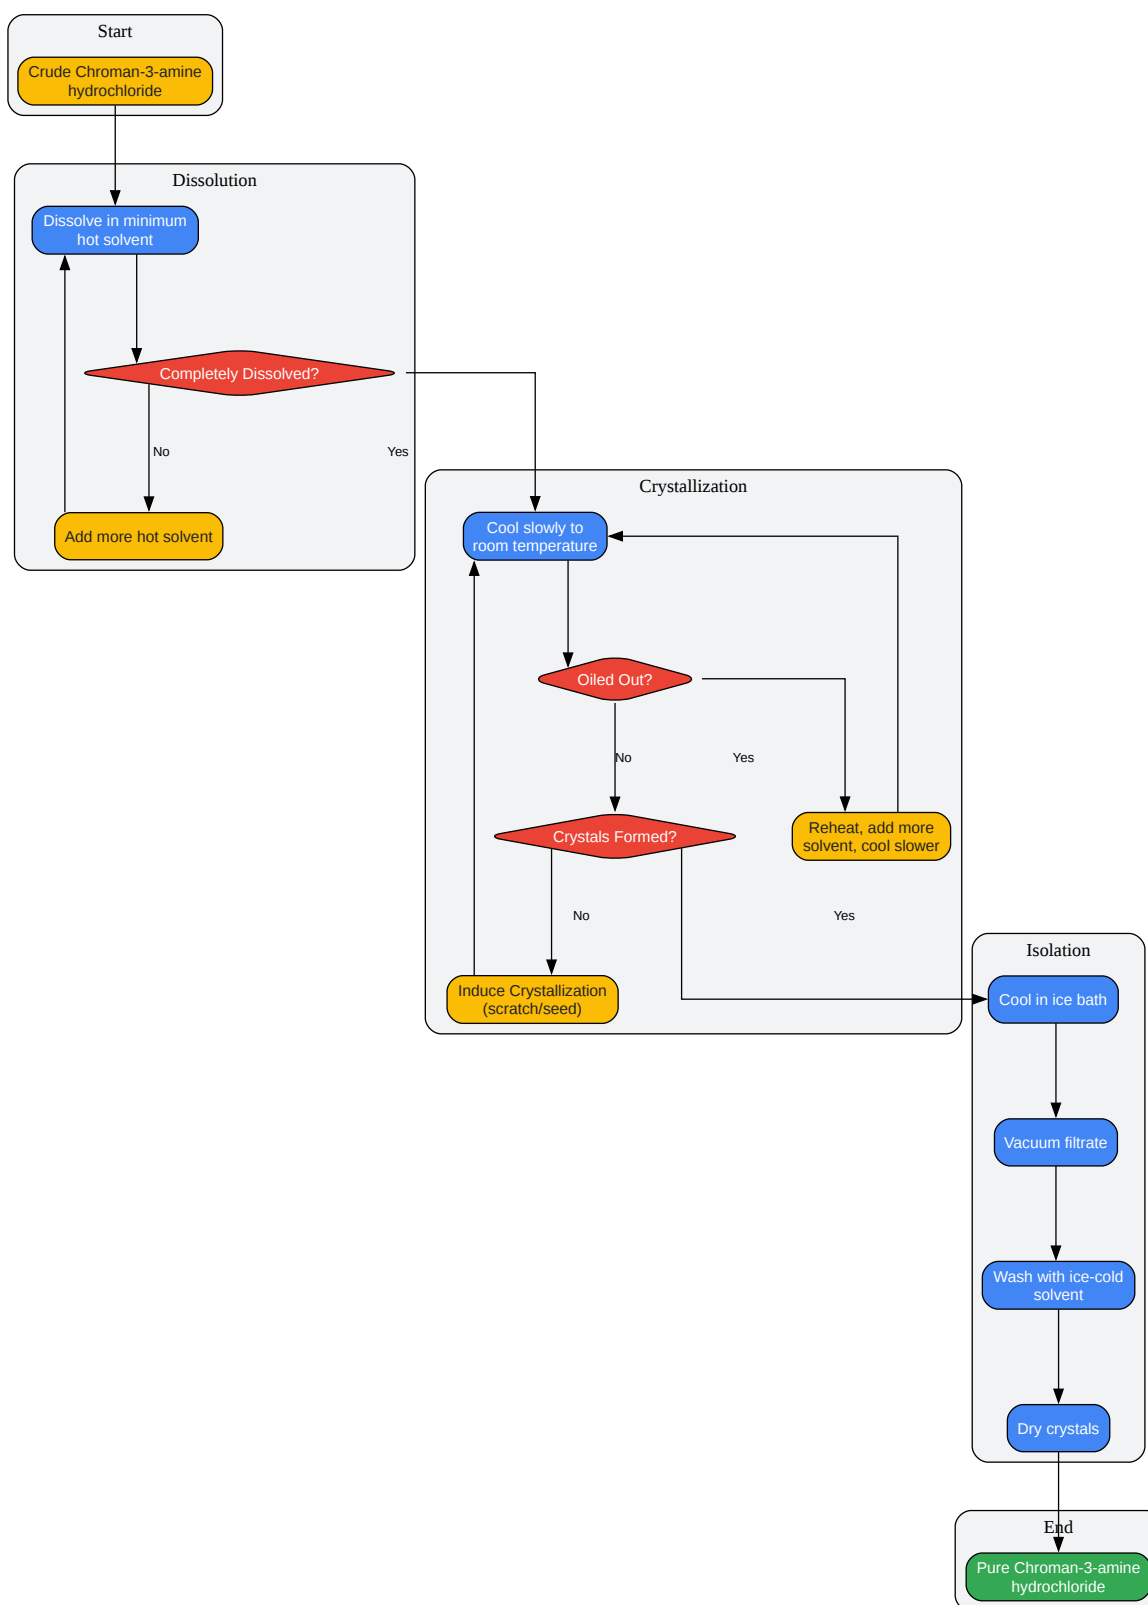 Start
Crude Chroman-3-amine
hydrochloride
Dissolution
Dissolve in minimum
hot solvent
Completely Dissolved?
No
Yes
Add more hot solvent
Crystallization
Cool slowly to
room temperature
Oiled Out?
No
Yes
Crystals Formed?
Reheat, add more
solvent, cool slower
No
Yes
Induce Crystallization
(scratch/seed)
Isolation
Cool in ice bath
Vacuum filtrate
Wash with ice-cold
solvent
Dry crystals
End
Pure Chroman-3-amine
hydrochloride